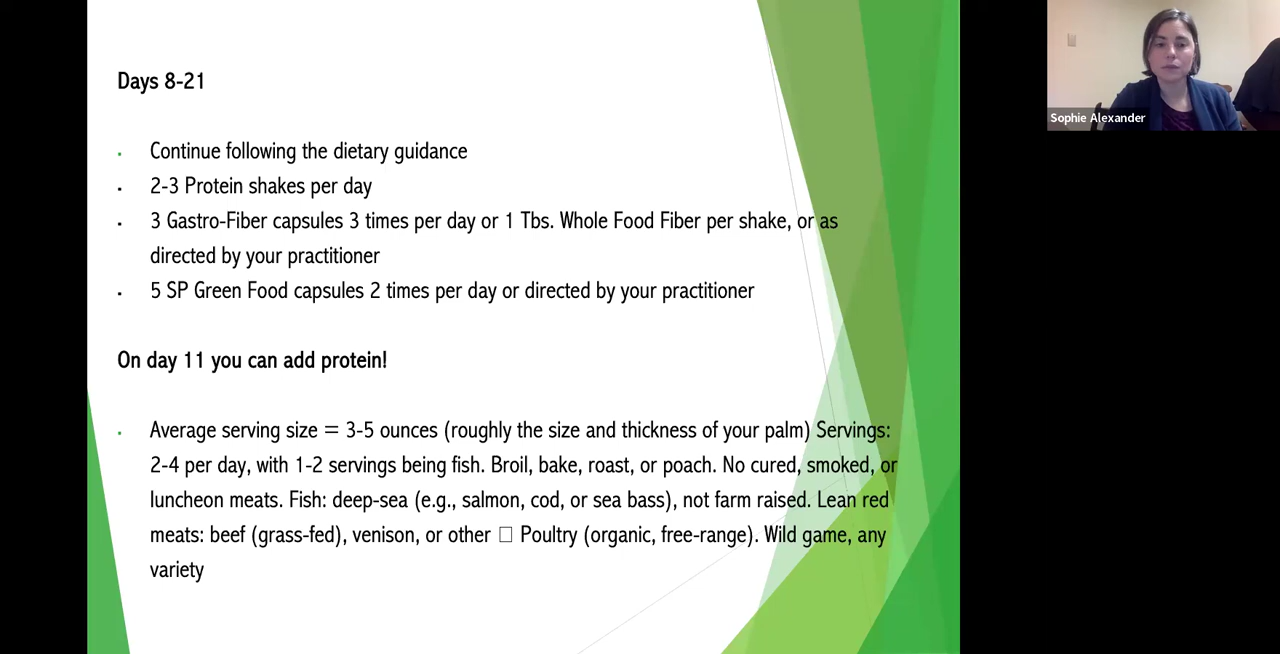 Days 8-21
Continue following the dietary guidance
2-3 Protein shakes per day
3 Gastro-Fiber capsules 3 times per day or 1 Tbs. Whole Food Fiber per shake, or as
directed by your practitioner
5 SP Green Food capsules 2 times per day or directed by your practitioner
On day 11 you can add protein!
Average serving size = 3-5 ounces (roughly the size and thickness of your palm) Servings:
2-4 per day, with 1-2 servings being fish. Broil, bake, roast, or poach. No cured, smoked, or
luncheon meats. Fish: deep-sea (e.g., salmon, cod, or sea bass), not farm raised. Lean red
meats: beef (grass-fed), venison, or other □ Poultry (organic, free-range). Wild game, any
variety
Sophie Alexander